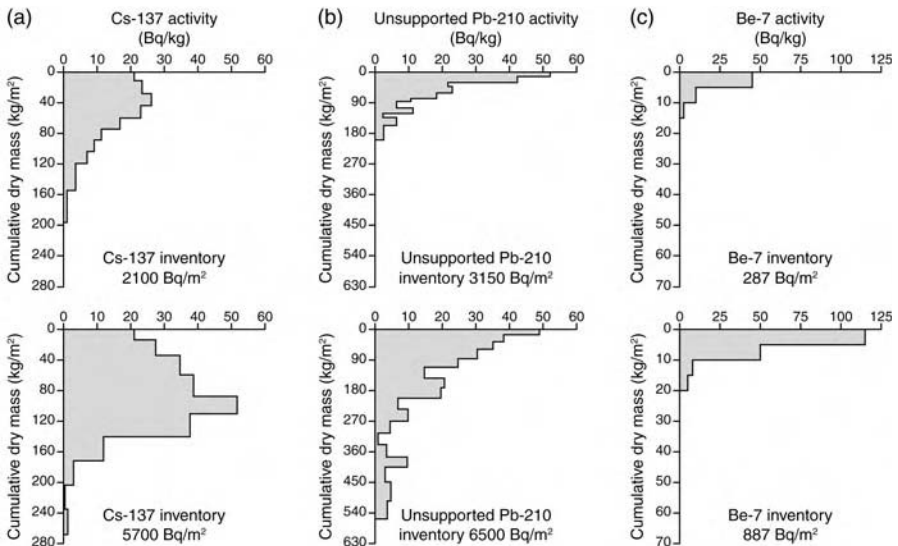 (a)
Cs-137 activity
(Bq/kg)
0 10 20 30 40 50 60
Cumulative dry mass (kg/m²)
0
40
80
120
160
200
240
280
Cs-137 inventory
2100 Bq/m²
(b)
Unsupported Pb-210 activity
(Bq/kg)
0 10 20 30 40 50 60
Cumulative dry mass (kg/m²)
0
90
180
270
360
450
540
630
Unsupported Pb-210
inventory 3150 Bq/m²
(c)
Be-7 activity
(Bq/kg)
0 25 50 75 100 125
Cumulative dry mass (kg/m²)
0
10
20
30
40
50
60
70
Be-7 inventory
287 Bq/m²
0 10 20 30 40 50 60
Cumulative dry mass (kg/m²)
0
40
80
120
160
200
240
280
Cs-137 inventory
5700 Bq/m²
0 10 20 30 40 50 60
Cumulative dry mass (kg/m²)
0
90
180
270
360
450
540
630
Unsupported Pb-210
inventory 6500 Bq/m²
0 25 50 75 100 125
Cumulative dry mass (kg/m²)
0
10
20
30
40
50
60
70
Be-7 inventory
887 Bq/m²